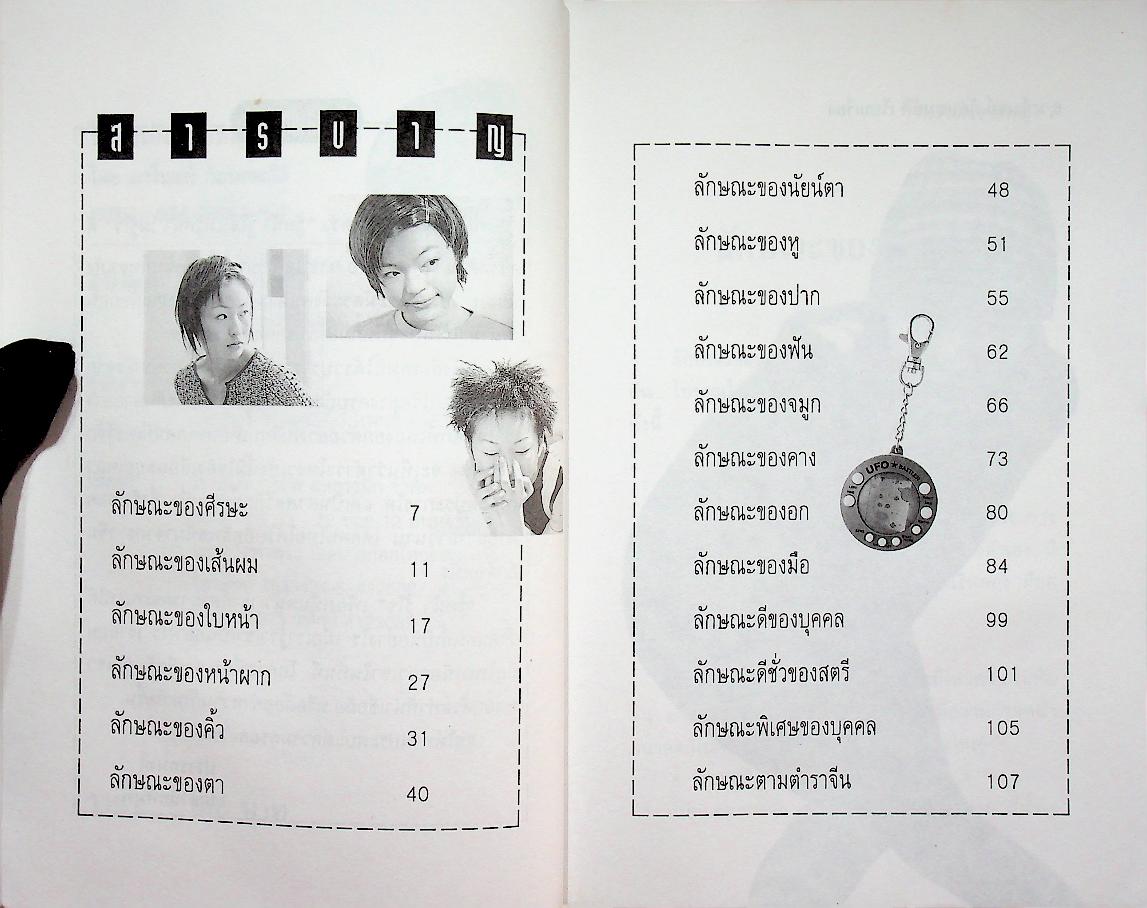 สารบาญ
ลักษณะของศีรษะ 7
ลักษณะของเส้นผม 11
ลักษณะของใบหน้า 17
ลักษณะของหน้าผาก 27
ลักษณะของคิ้ว 31
ลักษณะของตา 40
ลักษณะของนัยน์ตา 48
ลักษณะของหู 51
ลักษณะของปาก 55
ลักษณะของฟัน 62
ลักษณะของจมูก 66
ลักษณะของคาง 73
ลักษณะของอก 80
ลักษณะของมือ 84
ลักษณะดีของบุคคล 99
ลักษณะดีชั่วของสตรี 101
ลักษณะพิเศษของบุคคล 105
ลักษณะตามตำราจีน 107
UFO